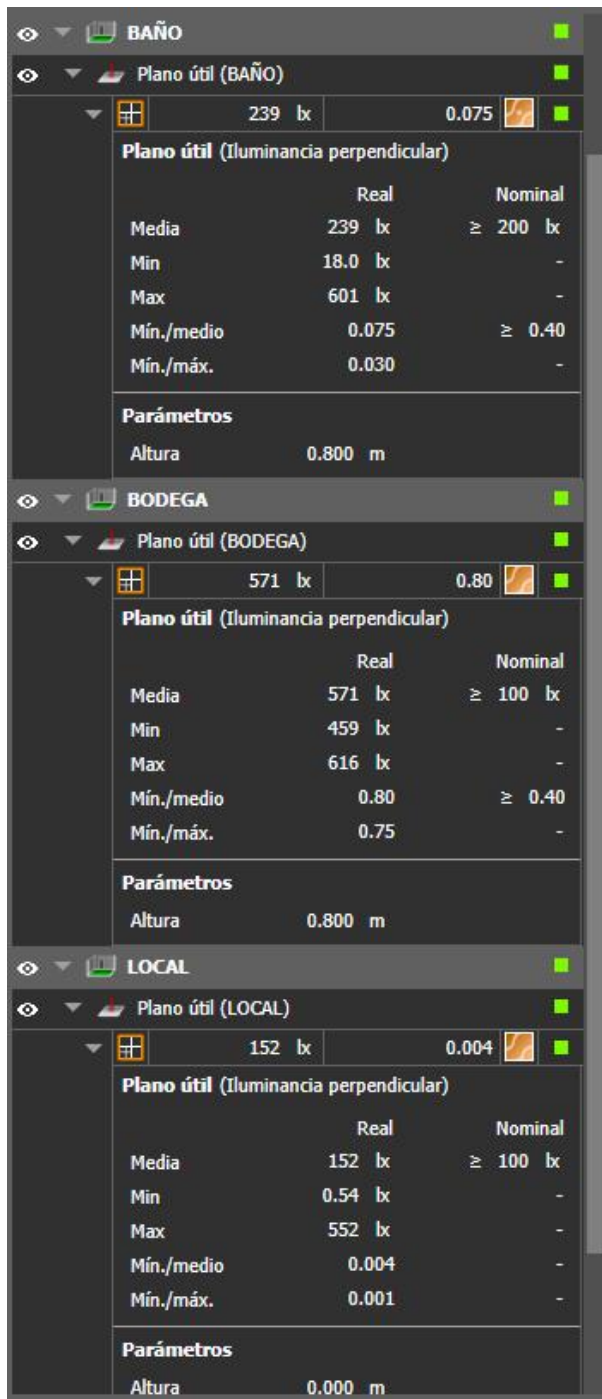 BAÑO
Plano útil (BAÑO)
239 lx 0.075
Plano útil (Iluminancia perpendicular)
Real Nominal
Media 239 lx ≥ 200 lx
Min 18.0 lx -
Max 601 lx -
Mín./medio 0.075 ≥ 0.40
Mín./máx. 0.030 -
Parámetros
Altura 0.800 m
BODEGA
Plano útil (BODEGA)
571 lx 0.80
Plano útil (Iluminancia perpendicular)
Real Nominal
Media 571 lx ≥ 100 lx
Min 459 lx -
Max 616 lx -
Mín./medio 0.80 ≥ 0.40
Mín./máx. 0.75 -
Parámetros
Altura 0.800 m
LOCAL
Plano útil (LOCAL)
152 lx 0.004
Plano útil (Iluminancia perpendicular)
Real Nominal
Media 152 lx ≥ 100 lx
Min 0.54 lx -
Max 552 lx -
Mín./medio 0.004 -
Mín./máx. 0.001 -
Parámetros
Altura 0.000 m